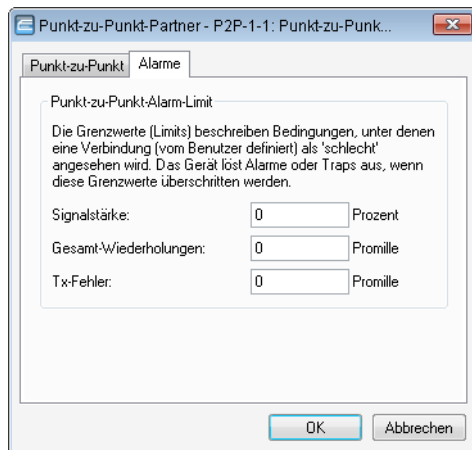 Punkt-zu-Punkt-Partner - P2P-1-1: Punkt-zu-Punk...
Punkt-zu-Punkt Alarme
Punkt-zu-Punkt-Alarm-Limit
Die Grenzwerte (Limits) beschreiben Bedingungen, unter denen
eine Verbindung (vom Benutzer definiert) als 'schlecht'
angesehen wird. Das Gerät löst Alarme oder Traps aus, wenn
diese Grenzwerte überschritten werden.
Signalstärke: 0 Prozent
Gesamt-Wiederholungen: 0 Promille
Tx-Fehler: 0 Promille
OK Abbrechen